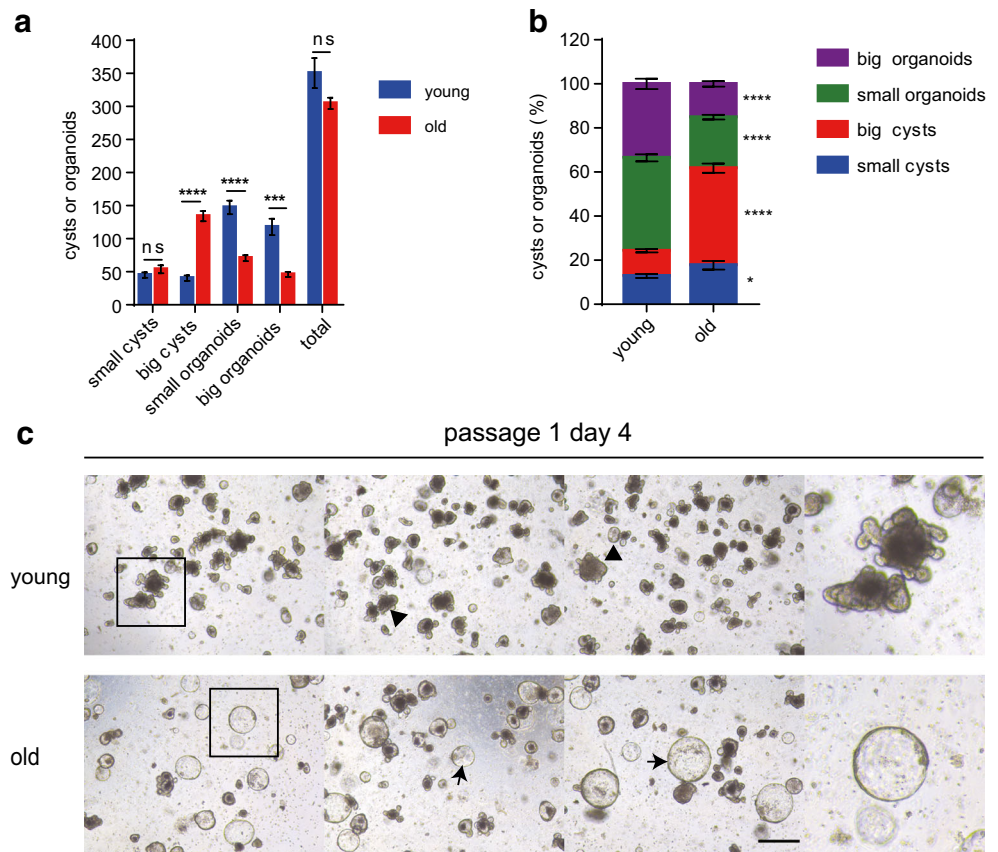 a
400
350
300
250
200
150
100
50
0
cysts or organoids
ns
****
****
***
ns
young
old
small cysts
big cysts
small organoids
big organoids
total
b
120
100
80
60
40
20
0
cysts or organoids (%)
****
****
****
*
young
old
big organoids
small organoids
big cysts
small cysts
c
passage 1 day 4
young
old